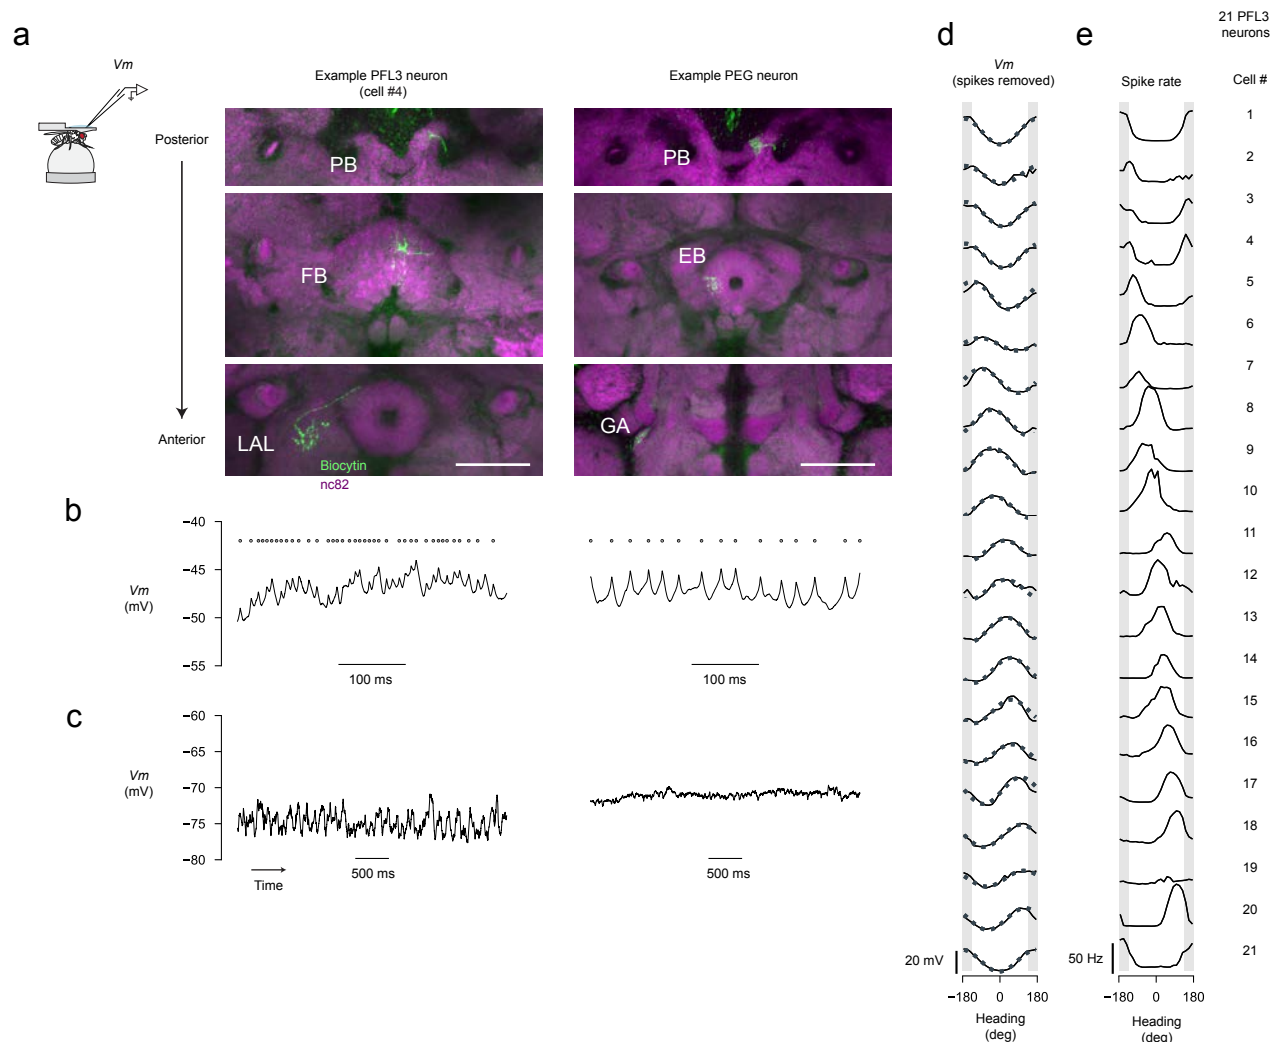 a
Vm
Example PFL3 neuron
(cell #4)
Example PEG neuron
Posterior
Anterior
PB
PB
FB
EB
LAL
GA
Biocytin
nc82
b
−40
−45
−50
−55
Vm
(mV)
100 ms
100 ms
c
−60
−65
−70
−75
−80
Vm
(mV)
Time
500 ms
500 ms
d
Vm
(spikes removed)
20 mV
−180 0 180
Heading
(deg)
e
Spike rate
50 Hz
−180 0 180
Heading
(deg)
21 PFL3
neurons
Cell #
1
2
3
4
5
6
7
8
9
10
11
12
13
14
15
16
17
18
19
20
21